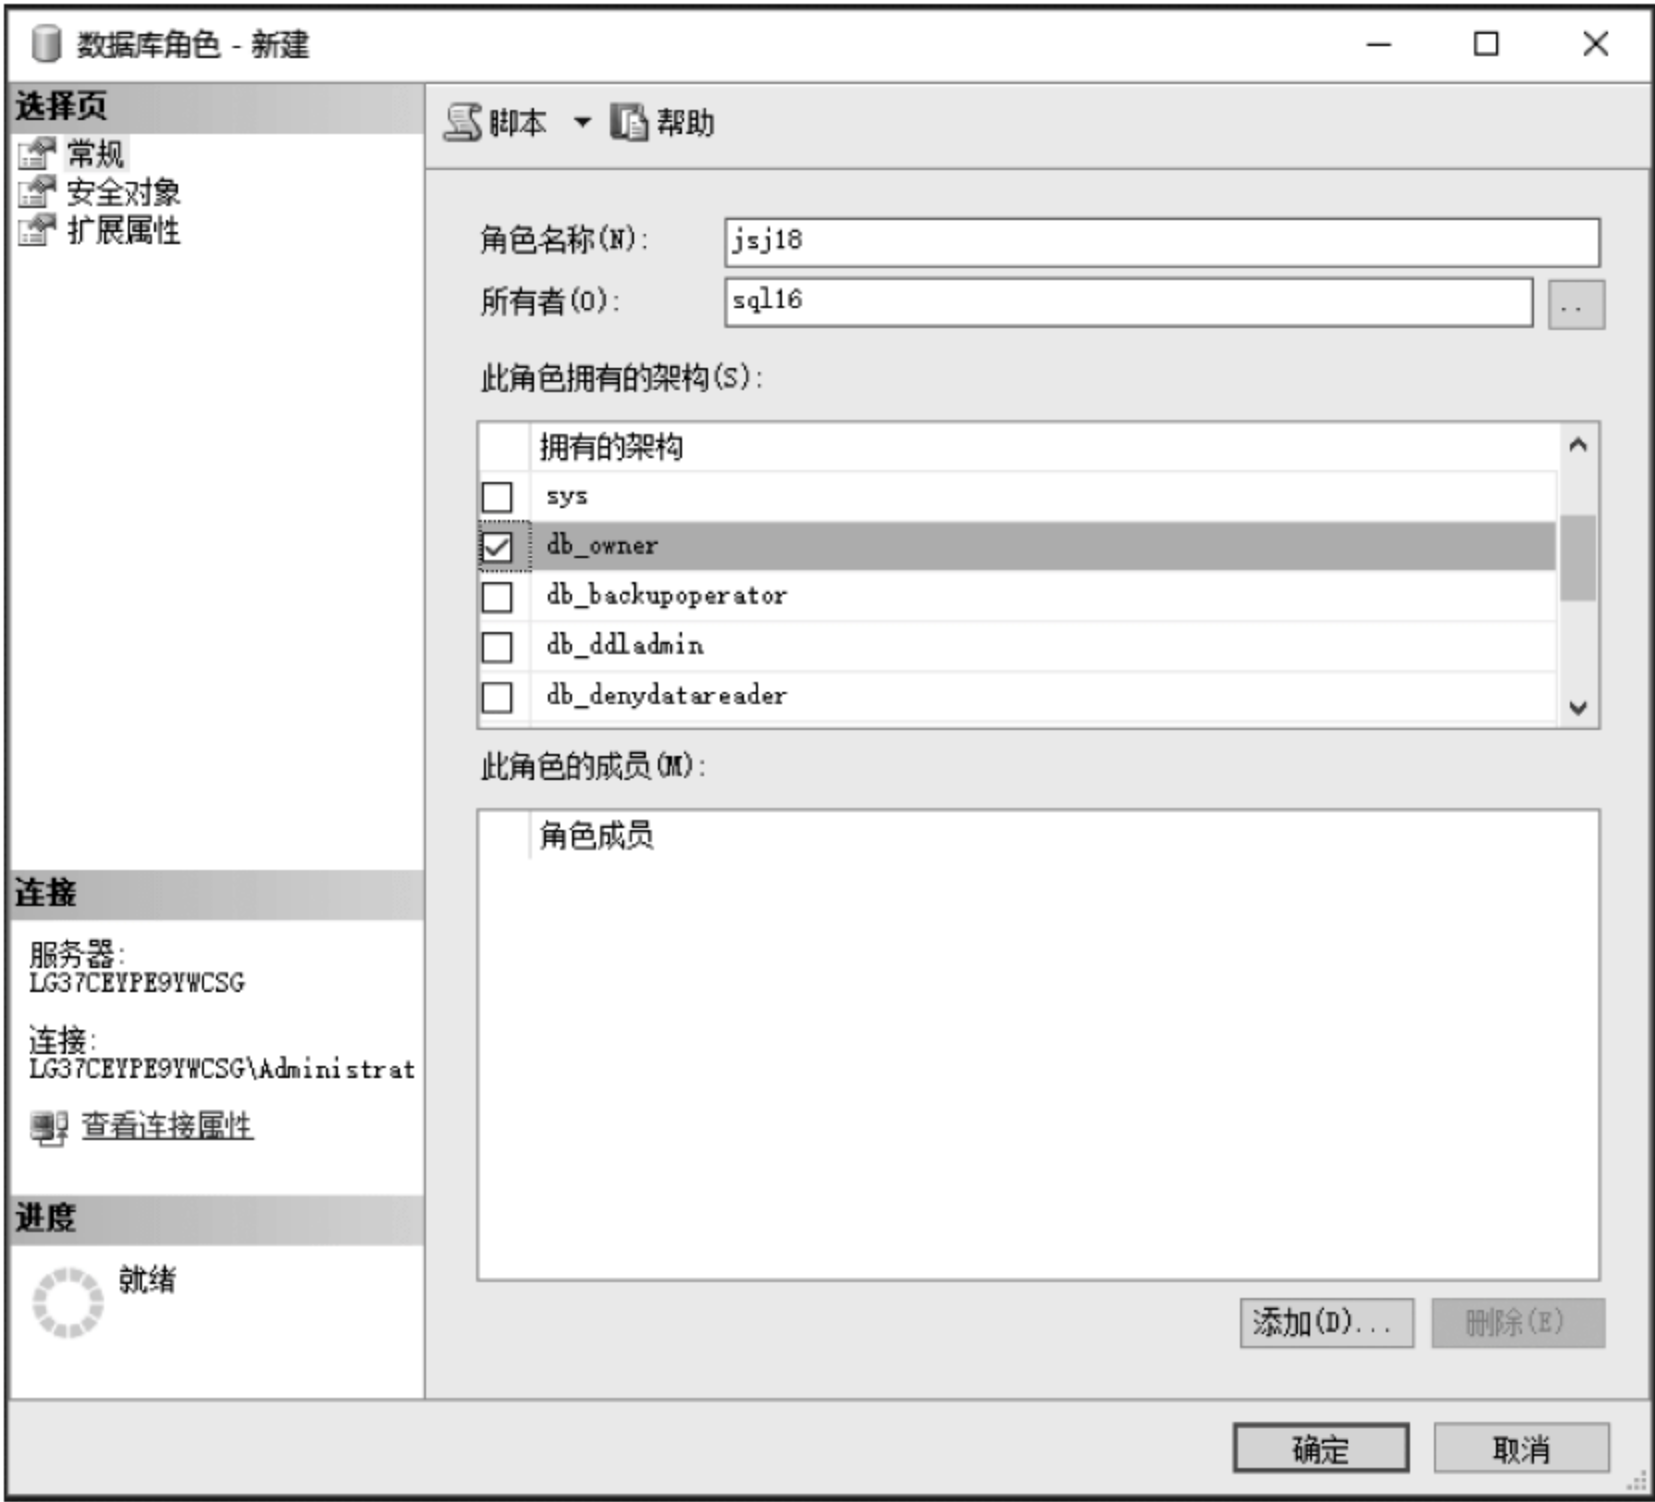 数据库角色 - 新建
选择页
常规
安全对象
扩展属性
脚本 帮助
角色名称(N):
jsj18
所有者(O):
sql16
..
此角色拥有的架构(S):
拥有的架构
sys
db_owner
db_backupoperator
db_ddladmin
db_denydatareader
此角色的成员(M):
角色成员
连接
服务器:
LG37CEYPE9YWCSG
连接:
LG37CEYPE9YWCSG\Administrat
查看连接属性
进度
就绪
添加(D)...
删除(E)
确定
取消